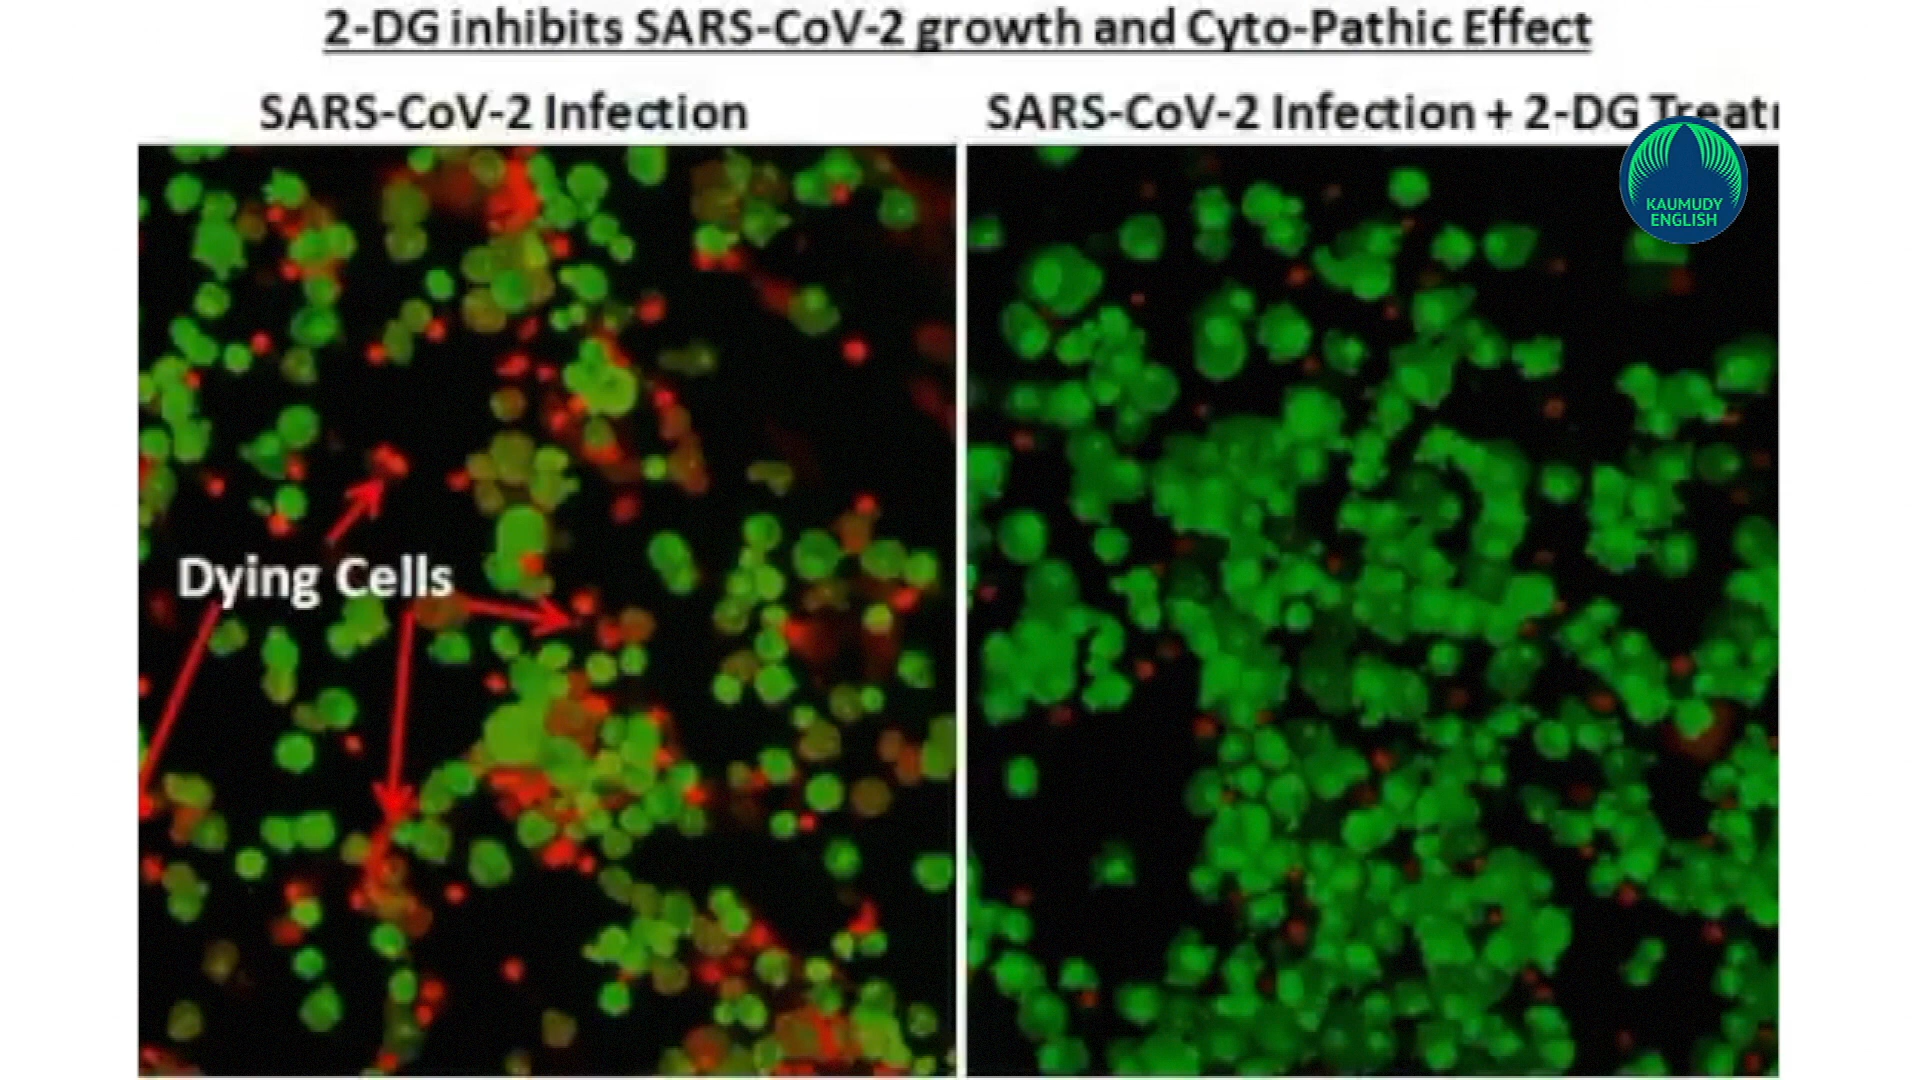 2-DG inhibits SARS-CoV-2 growth and Cyto-Pathic Effect
SARS-CoV-2 Infection
SARS-CoV-2 Infection + 2-DG Treatr
KAUMUDY
ENGLISH
Dying Cells